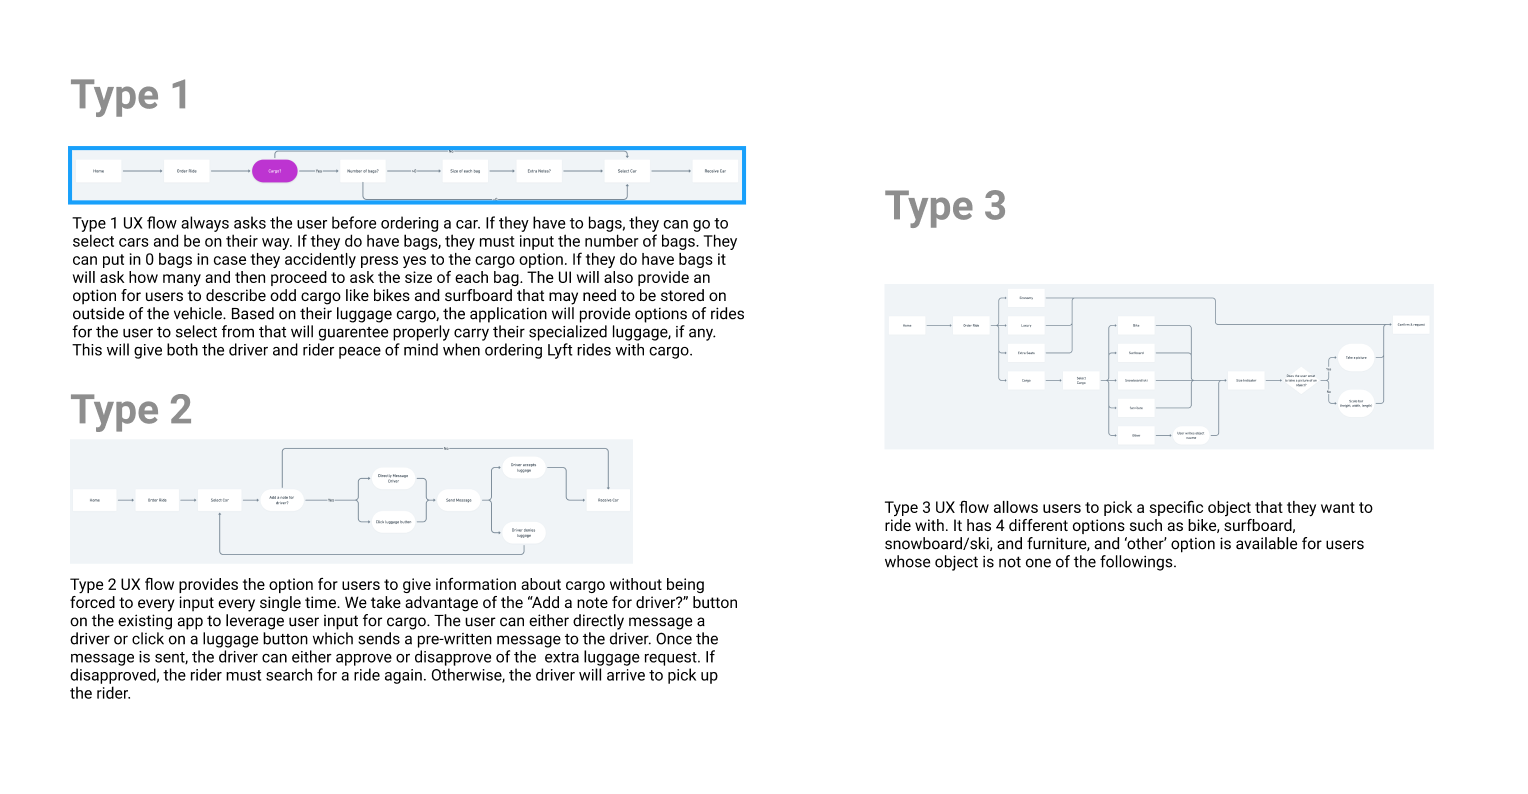 Type 1
No
Home
Order Ride
Cargo?
Yes
Number of bags?
Size of each bag
Extra Notes?
Select Car
Receive Car
Type 1 UX flow always asks the user before ordering a car. If they have to bags, they can go to
select cars and be on their way. If they do have bags, they must input the number of bags. They
can put in 0 bags in case they accidently press yes to the cargo option. If they do have bags it
will ask how many and then proceed to ask the size of each bag. The UI will also provide an
option for users to describe odd cargo like bikes and surfboard that may need to be stored on
outside of the vehicle. Based on their luggage cargo, the application will provide options of rides
for the user to select from that will guarentee properly carry their specialized luggage, if any.
This will give both the driver and rider peace of mind when ordering Lyft rides with cargo.
Type 2
No
Home
Order Ride
Select Car
Add a note for
driver?
Yes
Directly Message
Driver
Click luggage button
Send Message
Driver accepts
luggage
Driver denies
luggage
Receive Car
Type 2 UX flow provides the option for users to give information about cargo without being
forced to every input every single time. We take advantage of the “Add a note for driver?” button
on the existing app to leverage user input for cargo. The user can either directly message a
driver or click on a luggage button which sends a pre-written message to the driver. Once the
message is sent, the driver can either approve or disapprove of the  extra luggage request. If
disapproved, the rider must search for a ride again. Otherwise, the driver will arrive to pick up
the rider.
Type 3
Home
Order Ride
Economy
Luxury
Extra Seats
Cargo
Select
Cargo
Bike
Surfboard
Snowboard/ski
Furniture
Other
User writes object
name
Size Indicator
Does the user want
to take a picture of an
object?
Yes
No
Take a picture
Scale box
(height, width, length)
Confirm & request
Type 3 UX flow allows users to pick a specific object that they want to
ride with. It has 4 different options such as bike, surfboard,
snowboard/ski, and furniture, and ‘other’ option is available for users
whose object is not one of the followings.